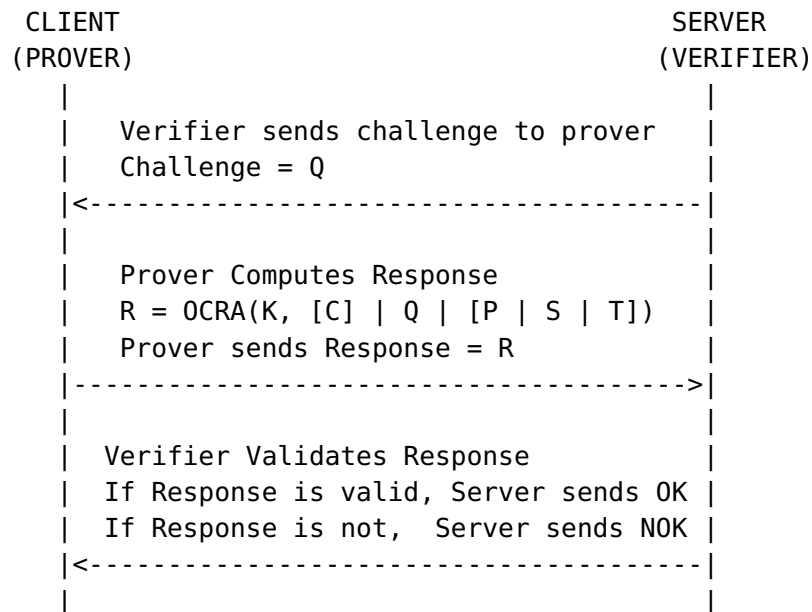 CLIENT                                   SERVER
(PROVER)                                 (VERIFIER)
|                                        |
|   Verifier sends challenge to prover   |
|   Challenge = Q                        |
|<---------------------------------------|
|                                        |
|   Prover Computes Response             |
|   R = OCRA(K, [C] | Q | [P | S | T])   |
|   Prover sends Response = R            |
|--------------------------------------->|
|                                        |
|  Verifier Validates Response           |
|  If Response is valid, Server sends OK |
|  If Response is not,  Server sends NOK |
|<---------------------------------------|
|                                        |